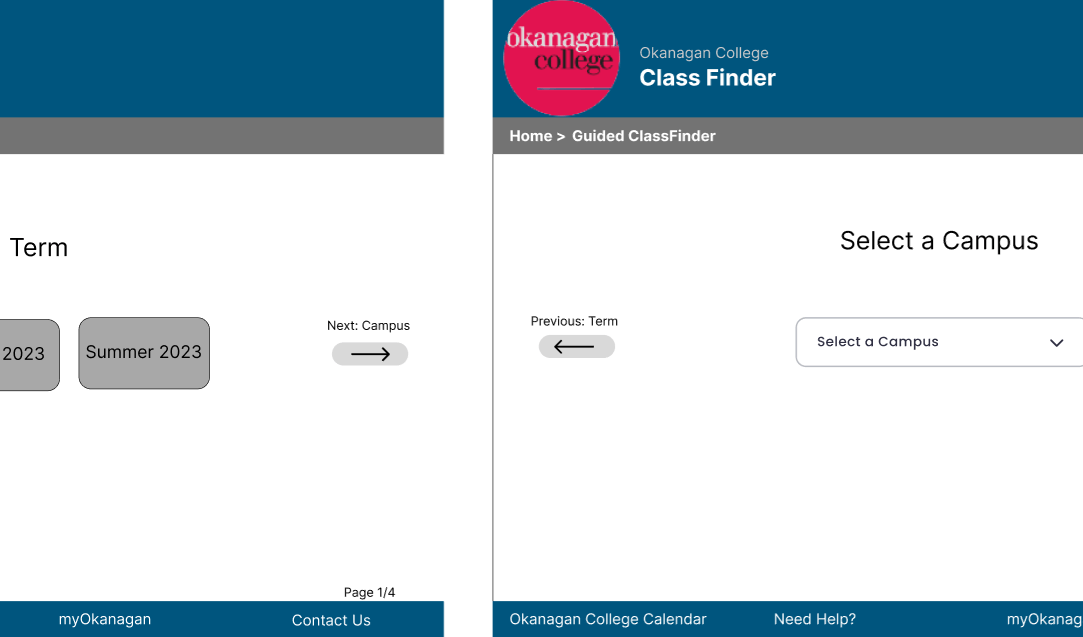 Term
2023
Summer 2023
Next: Campus
Page 1/4
myOkanagan
Contact Us
okanagan
college
Okanagan College
Class Finder
Home > Guided ClassFinder
Select a Campus
Previous: Term
Select a Campus
Okanagan College Calendar
Need Help?
myOkanag